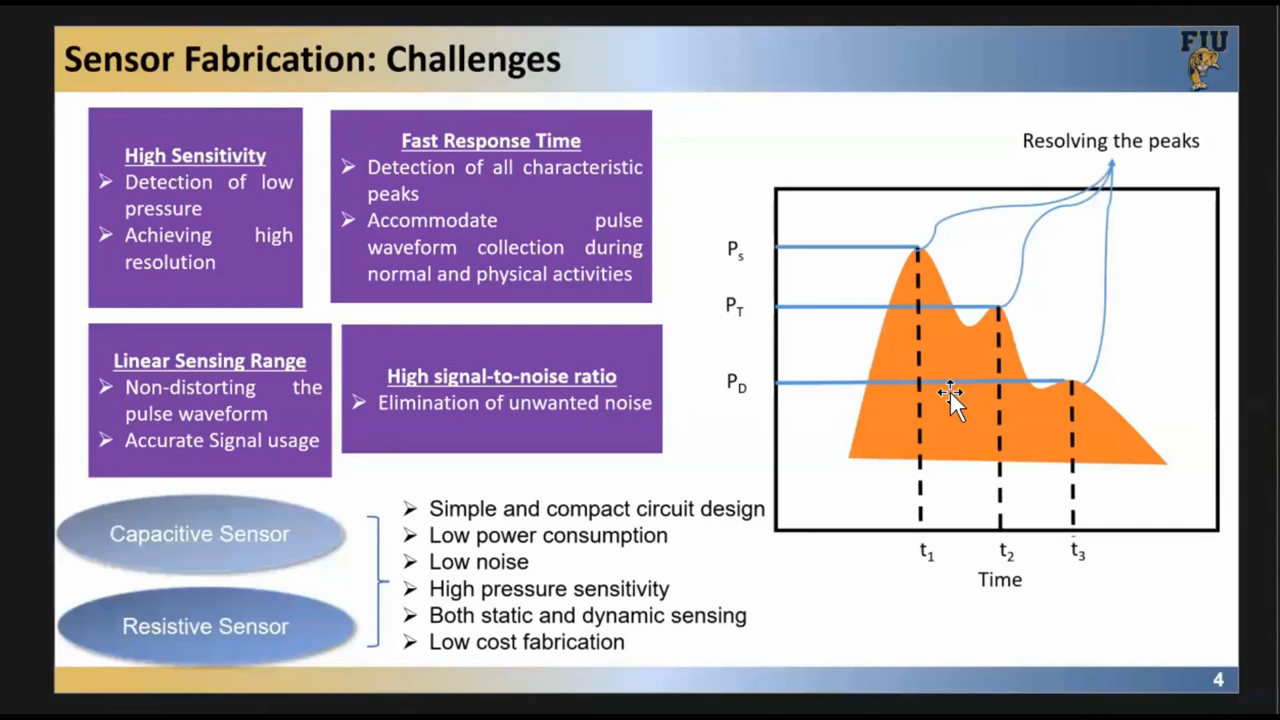 Sensor Fabrication: Challenges
FIU
High Sensitivity
➢ Detection of low
pressure
➢ Achieving high
resolution
Fast Response Time
➢ Detection of all characteristic
peaks
➢ Accommodate pulse
waveform collection during
normal and physical activities
Linear Sensing Range
➢ Non-distorting the
pulse waveform
➢ Accurate Signal usage
High signal-to-noise ratio
➢ Elimination of unwanted noise
Capacitive Sensor
Resistive Sensor
➢ Simple and compact circuit design
➢ Low power consumption
➢ Low noise
➢ High pressure sensitivity
➢ Both static and dynamic sensing
➢ Low cost fabrication
Resolving the peaks
Ps
PT
PD
t1 t2 t3
Time
4